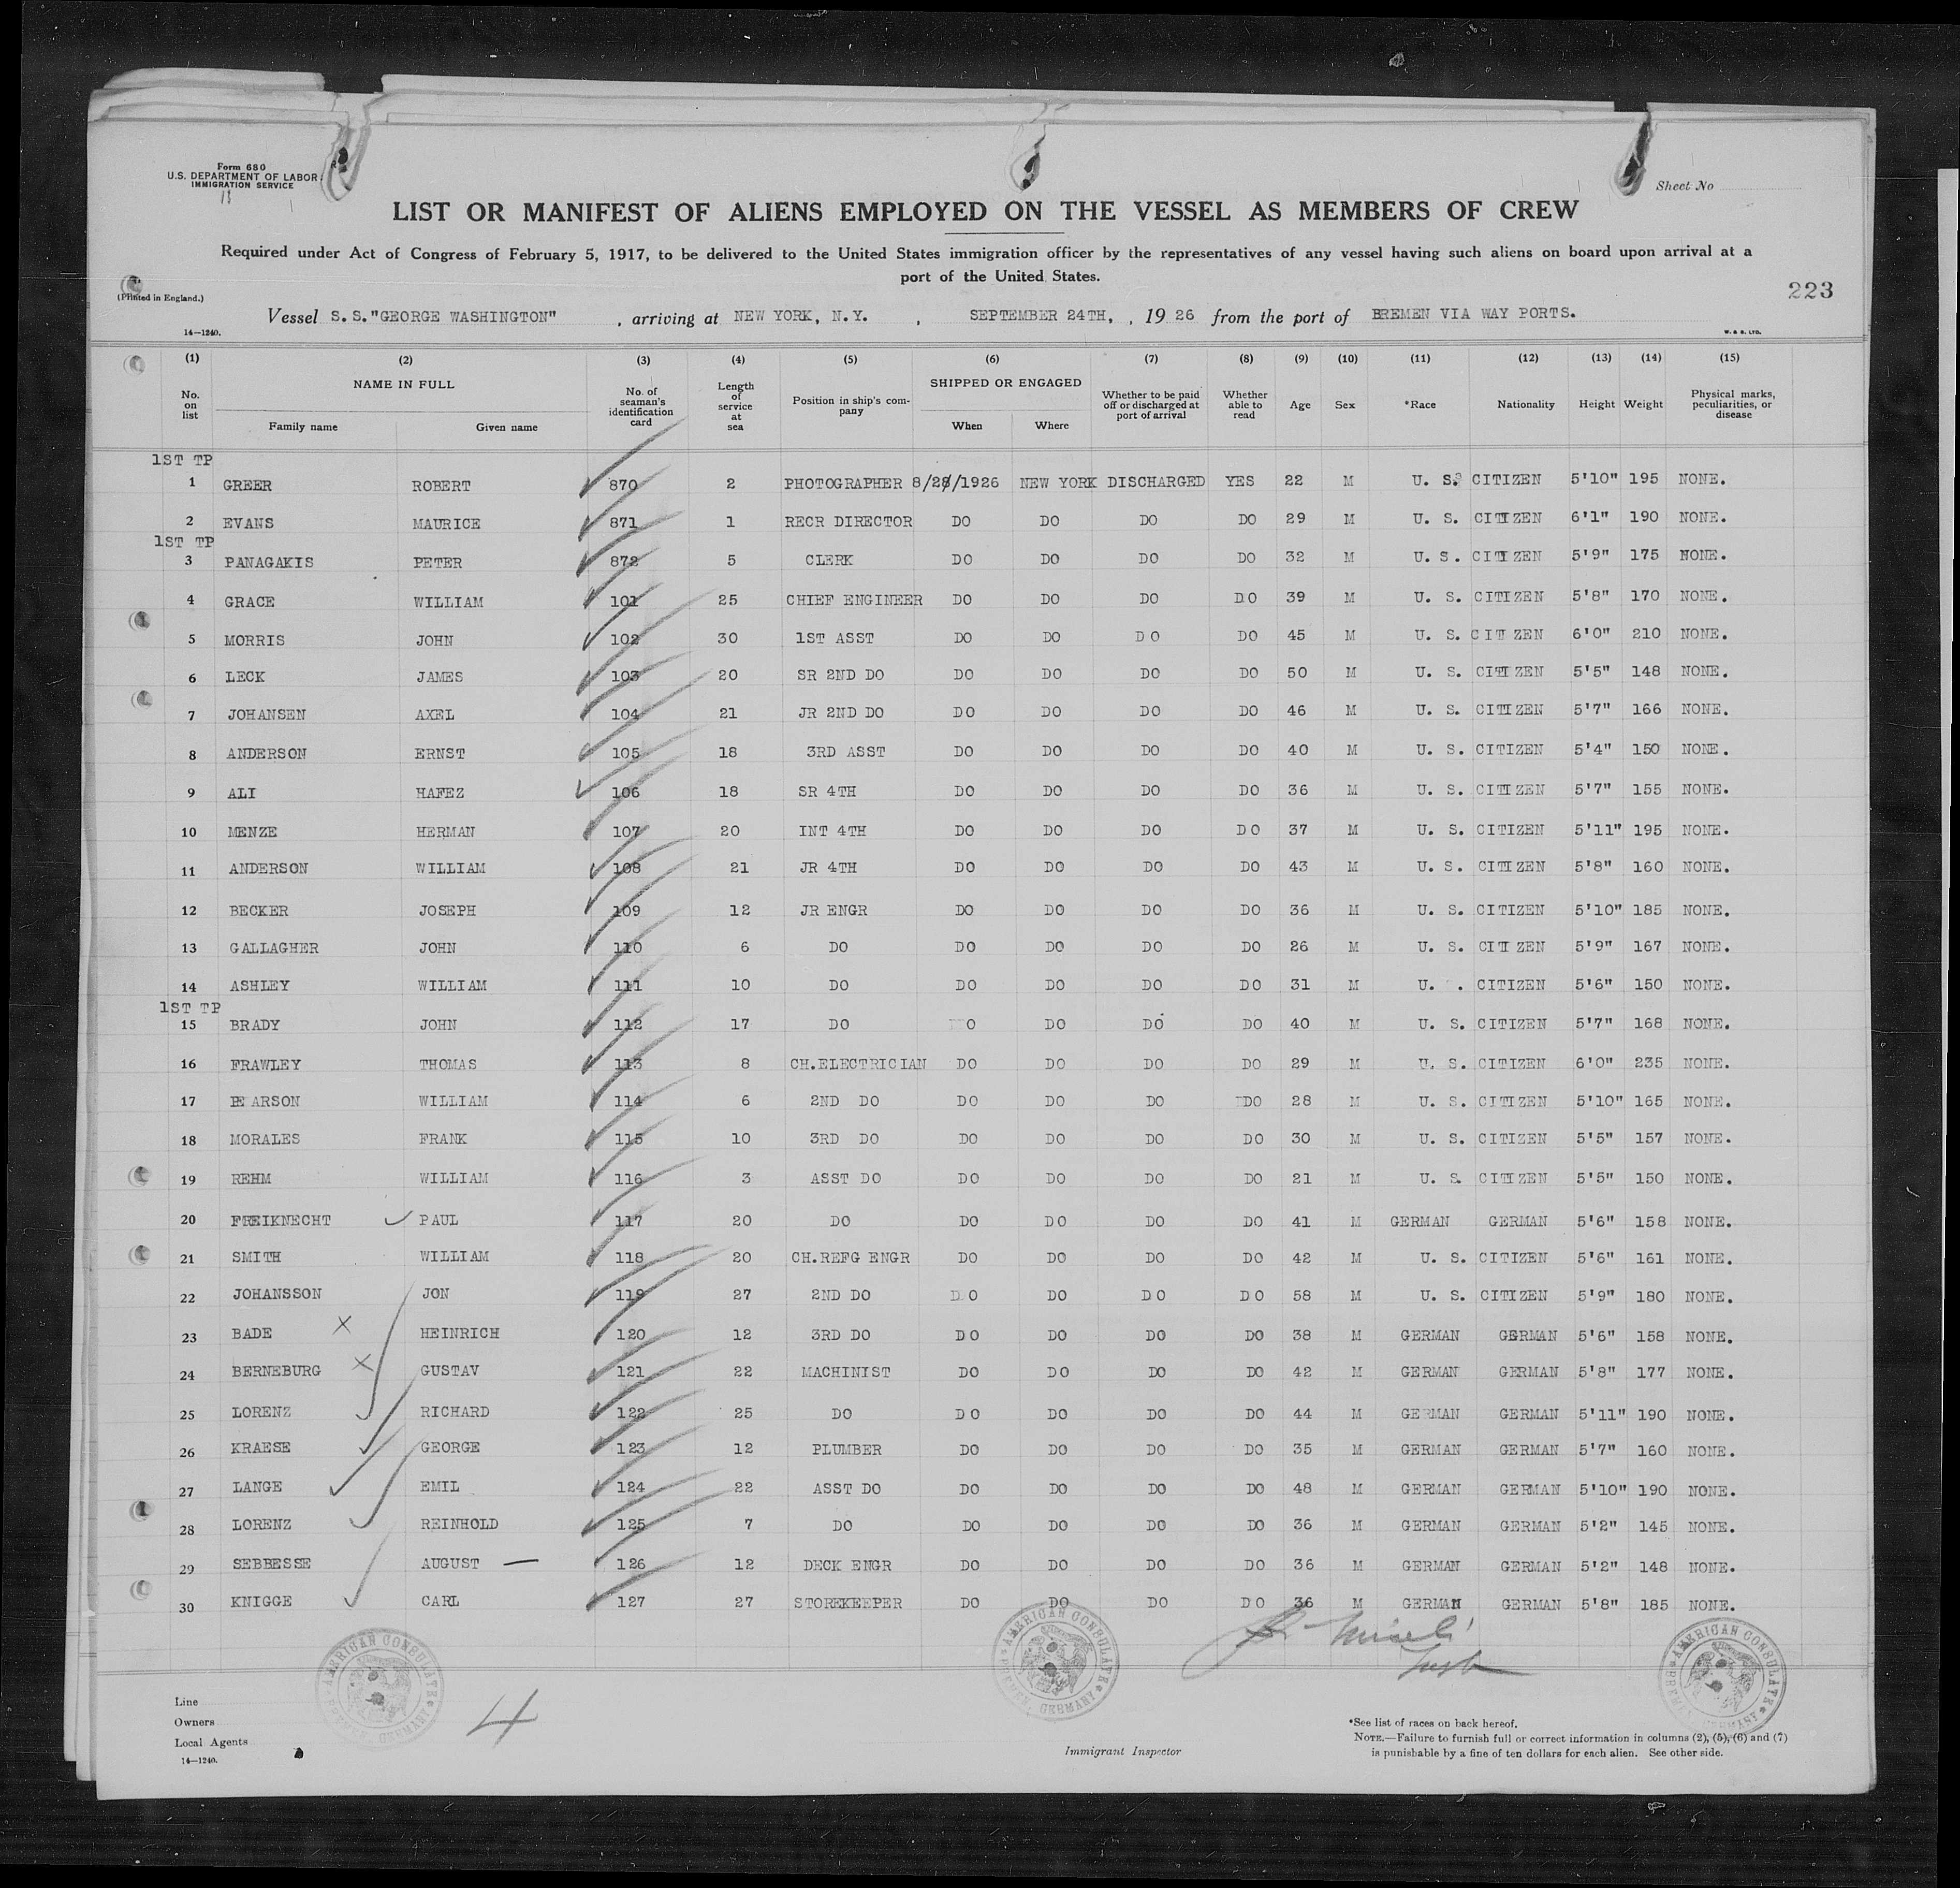 Form 680
U.S. DEPARTMENT OF LABOR
IMMIGRATION SERVICE
Sheet No
LIST OR MANIFEST OF ALIENS EMPLOYED ON THE VESSEL AS MEMBERS OF CREW
Required under Act of Congress of February 5, 1917, to be delivered to the United States immigration officer by the representatives of any vessel having such aliens on board upon arrival at a
port of the United States.
223
(Printed in England.)
Vessel S.S."GEORGE WASHINGTON" , arriving at NEW YORK, N.Y. , SEPTEMBER 24TH, , 19 26 from the port of BREMEN VIA WAY PORTS.
14—1240.
W. & S. LTD.
(1) (2) (3) (4) (5) (6) (7) (8) (9) (10) (11) (12) (13) (14) (15)
No. on list NAME IN FULL Family name Given name No. of seaman's identification card Length of service at sea Position in ship's company SHIPPED OR ENGAGED When Where Whether to be paid off or discharged at port of arrival Whether able to read Age Sex *Race Nationality Height Weight Physical marks, peculiarities, or disease
1ST TP
1 GREER ROBERT 870 2 PHOTOGRAPHER 8/28/1926 NEW YORK DISCHARGED YES 22 M U. S. CITIZEN 5'10" 195 NONE.
2 EVANS MAURICE 871 1 RECR DIRECTOR DO DO DO DO 29 M U. S. CITIZEN 6'1" 190 NONE.
1ST TP
3 PANAGAKIS PETER 872 5 CLERK DO DO DO DO 32 M U. S. CITIZEN 5'9" 175 NONE.
4 GRACE WILLIAM 101 25 CHIEF ENGINEER DO DO DO DO 39 M U. S. CITIZEN 5'8" 170 NONE.
5 MORRIS JOHN 102 30 1ST ASST DO DO DO DO 45 M U. S. CITIZEN 6'0" 210 NONE.
6 LECK JAMES 103 20 SR 2ND DO DO DO DO DO 50 M U. S. CITIZEN 5'5" 148 NONE.
7 JOHANSEN AXEL 104 21 JR 2ND DO DO DO DO DO 46 M U. S. CITIZEN 5'7" 166 NONE.
8 ANDERSON ERNST 105 18 3RD ASST DO DO DO DO 40 M U. S. CITIZEN 5'4" 150 NONE.
9 ALI HAFEZ 106 18 SR 4TH DO DO DO DO 36 M U. S. CITIZEN 5'7" 155 NONE.
10 MENZE HERMAN 107 20 INT 4TH DO DO DO DO 37 M U. S. CITIZEN 5'11" 195 NONE.
11 ANDERSON WILLIAM 108 21 JR 4TH DO DO DO DO 43 M U. S. CITIZEN 5'8" 160 NONE.
12 BECKER JOSEPH 109 12 JR ENGR DO DO DO DO 36 M U. S. CITIZEN 5'10" 185 NONE.
13 GALLAGHER JOHN 110 6 DO DO DO DO DO 26 M U. S. CITIZEN 5'9" 167 NONE.
14 ASHLEY WILLIAM 111 10 DO DO DO DO DO 31 M U. . CITIZEN 5'6" 150 NONE.
1ST TP
15 BRADY JOHN 112 17 DO DO DO DO DO 40 M U. S. CITIZEN 5'7" 168 NONE.
16 FRAWLEY THOMAS 113 8 CH.ELECTRICIAN DO DO DO DO 29 M U. S. CITIZEN 6'0" 235 NONE.
17 PEARSON WILLIAM 114 6 2ND DO DO DO DO DO 28 M U. S. CITIZEN 5'10" 165 NONE.
18 MORALES FRANK 115 10 3RD DO DO DO DO DO 30 M U. S. CITIZEN 5'5" 157 NONE.
19 REHM WILLIAM 116 3 ASST DO DO DO DO DO 21 M U. S. CITIZEN 5'5" 150 NONE.
20 FREIKNECHT PAUL 117 20 DO DO DO DO DO 41 M GERMAN GERMAN 5'6" 158 NONE.
21 SMITH WILLIAM 118 20 CH.REFG ENGR DO DO DO DO 42 M U. S. CITIZEN 5'6" 161 NONE.
22 JOHANSSON JON 119 27 2ND DO DO DO DO DO 58 M U. S. CITIZEN 5'9" 180 NONE.
23 BADE X HEINRICH 120 12 3RD DO DO DO DO DO 38 M GERMAN GERMAN 5'6" 158 NONE.
24 BERNEBURG X GUSTAV 121 22 MACHINIST DO DO DO DO 42 M GERMAN GERMAN 5'8" 177 NONE.
25 LORENZ RICHARD 122 25 DO DO DO DO DO 44 M GERMAN GERMAN 5'11" 190 NONE.
26 KRAESE GEORGE 123 12 PLUMBER DO DO DO DO 35 M GERMAN GERMAN 5'7" 160 NONE.
27 LANGE EMIL 124 22 ASST DO DO DO DO DO 48 M GERMAN GERMAN 5'10" 190 NONE.
28 LORENZ REINHOLD 125 7 DO DO DO DO DO 36 M GERMAN GERMAN 5'2" 145 NONE.
29 SEBBESSE AUGUST — 126 12 DECK ENGR DO DO DO DO 36 M GERMAN GERMAN 5'2" 148 NONE.
30 KNIGGE CARL 127 27 STOREKEEPER DO DO DO DO 36 M GERMAN GERMAN 5'8" 185 NONE.
AMERICAN CONSULATE BREMEN, GERMANY
AMERICAN CONSULATE BREMEN, GERMANY
AMERICAN CONSULATE BREMEN, GERMANY
4
Line
Owners
Local Agents
14—1240.
Immigrant Inspector
*See list of races on back hereof.
NOTE.—Failure to furnish full or correct information in columns (2), (5), (6) and (7)
is punishable by a fine of ten dollars for each alien. See other side.